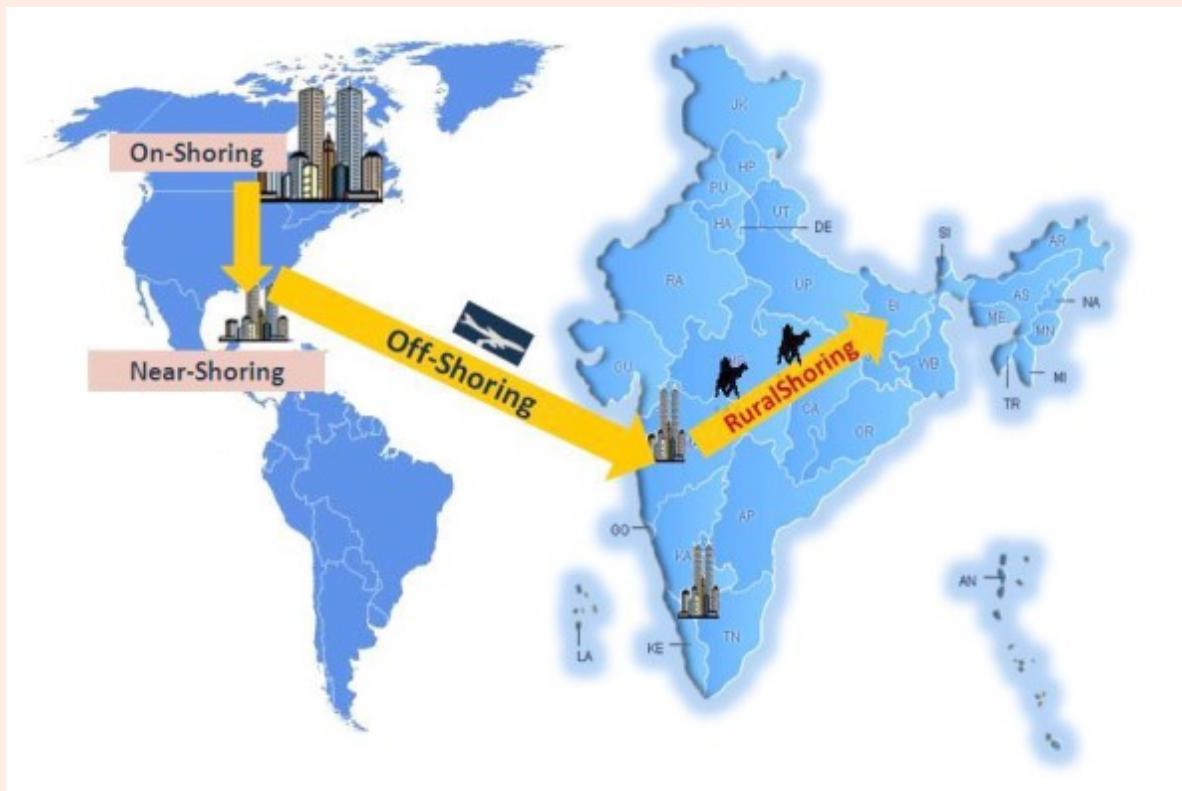 On-Shoring
Near-Shoring
Off-Shoring
RuralShoring
JK
HP
PU
UT
HA
DE
RA
UP
SI
AR
AS
NA
BI
ME
MN
GU
WB
MI
TR
CA
OR
AP
GO
KA
AN
TN
KE
LA